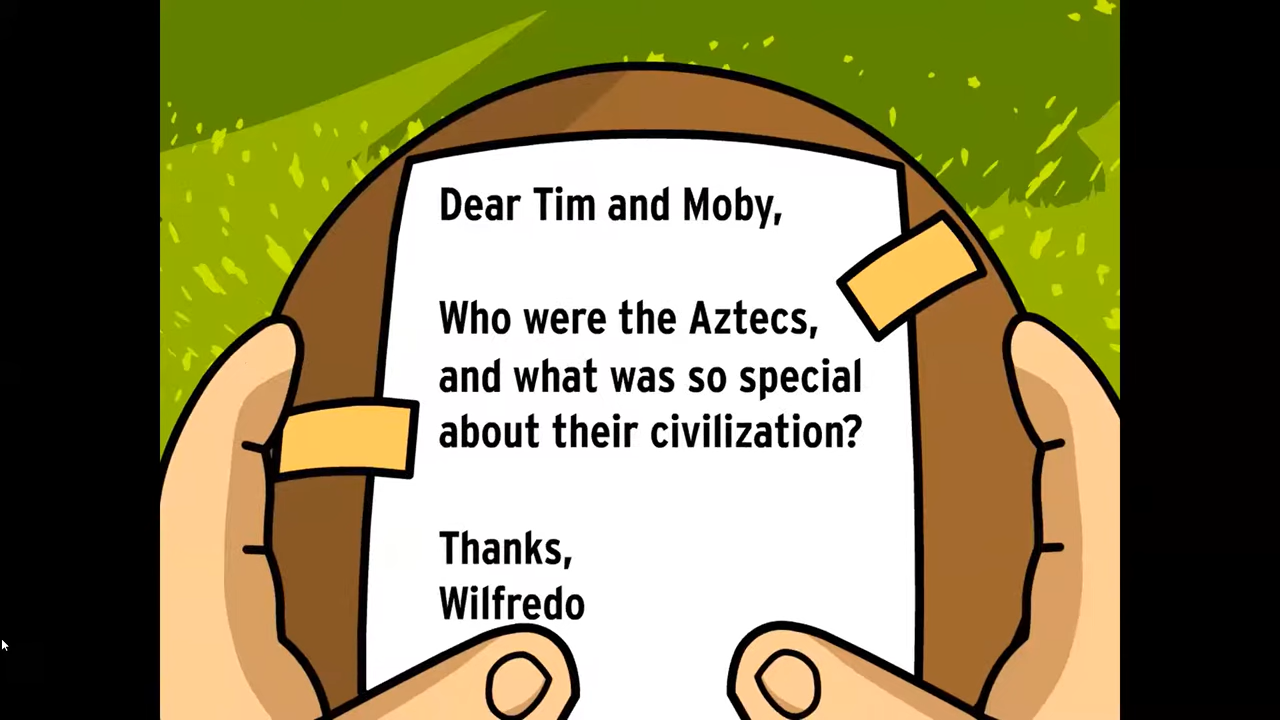 Dear Tim and Moby,
Who were the Aztecs,
and what was so special
about their civilization?
Thanks,
Wilfredo